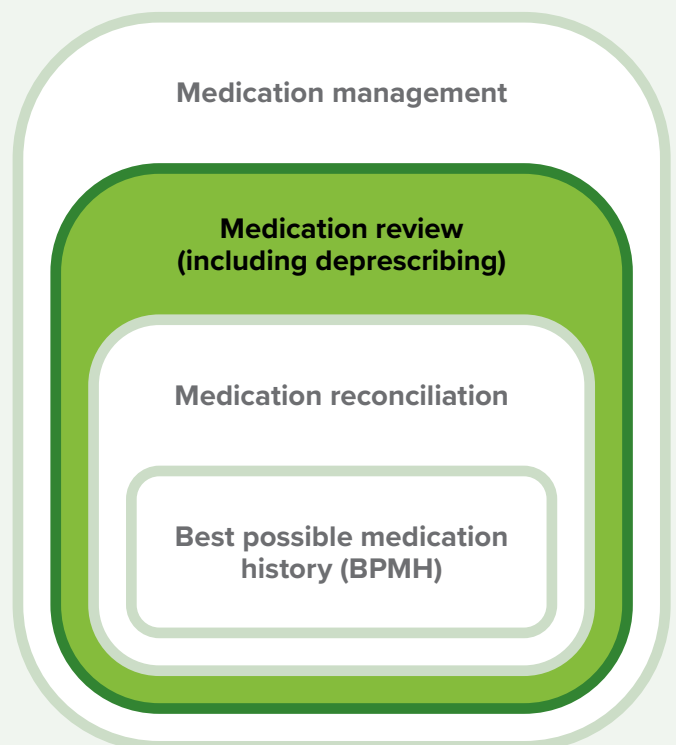 Medication management
Medication review
(including deprescribing)
Medication reconciliation
Best possible medication
history (BPMH)